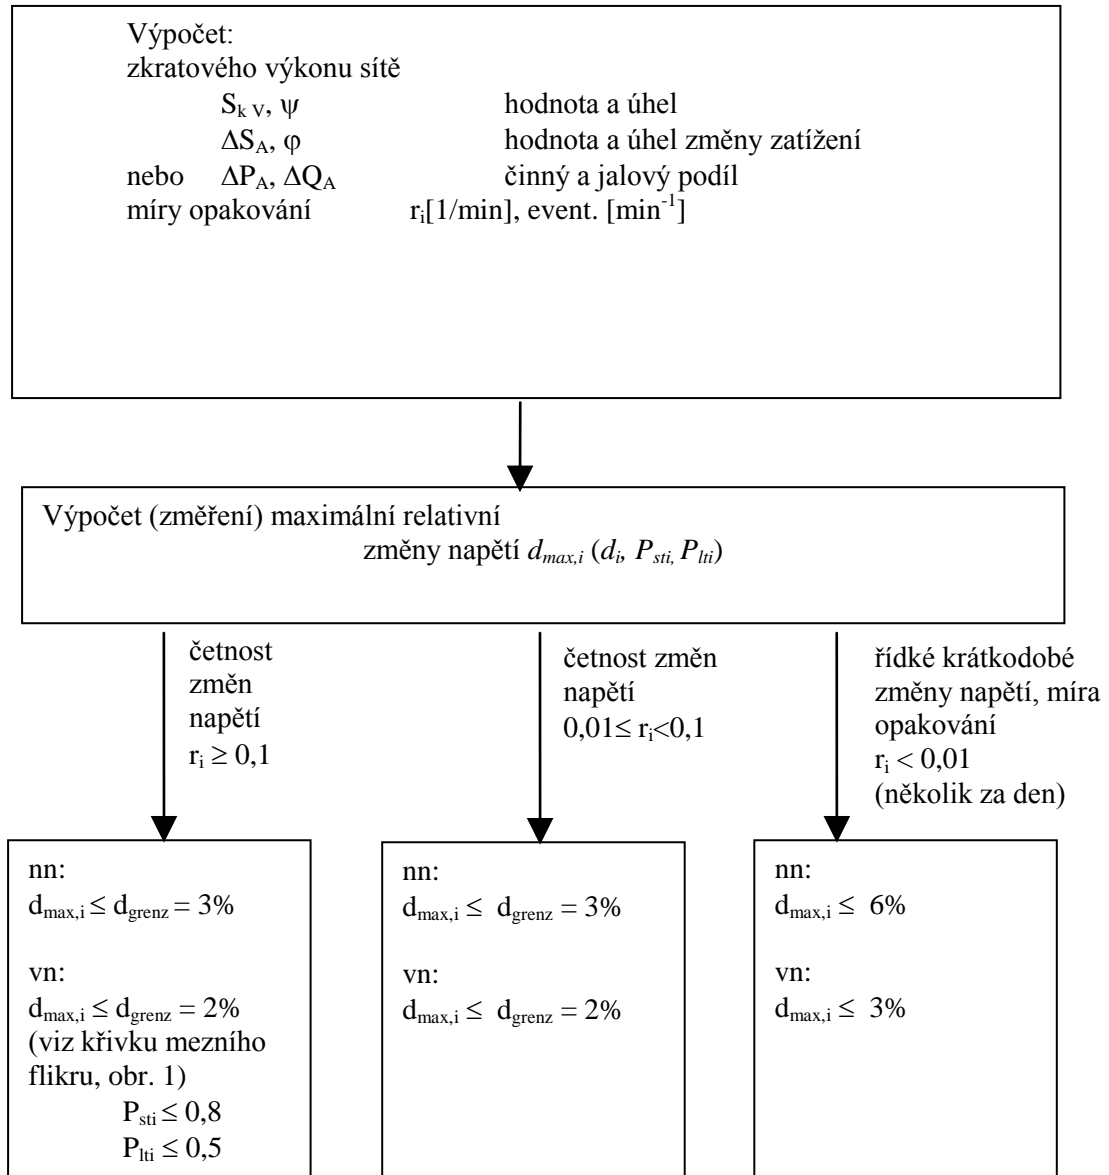 Výpočet:
zkratového výkonu sítě
S_k V, ψ hodnota a úhel
ΔS_A, φ hodnota a úhel změny zatížení
nebo ΔP_A, ΔQ_A činný a jalový podíl
míry opakování r_i[1/min], event. [min^-1]
Výpočet (změření) maximální relativní
změny napětí d_max,i (d_i, P_sti, P_lti)
četnost
změn
napětí
r_i ≥ 0,1
četnost změn
napětí
0,01≤ r_i<0,1
řídké krátkodobé
změny napětí, míra
opakování
r_i < 0,01
(několik za den)
nn:
d_max,i ≤ d_grenz = 3%
vn:
d_max,i ≤ d_grenz = 2%
(viz křivku mezního
flikru, obr. 1)
P_sti ≤ 0,8
P_lti ≤ 0,5
nn:
d_max,i ≤ d_grenz = 3%
vn:
d_max,i ≤ d_grenz = 2%
nn:
d_max,i ≤ 6%
vn:
d_max,i ≤ 3%